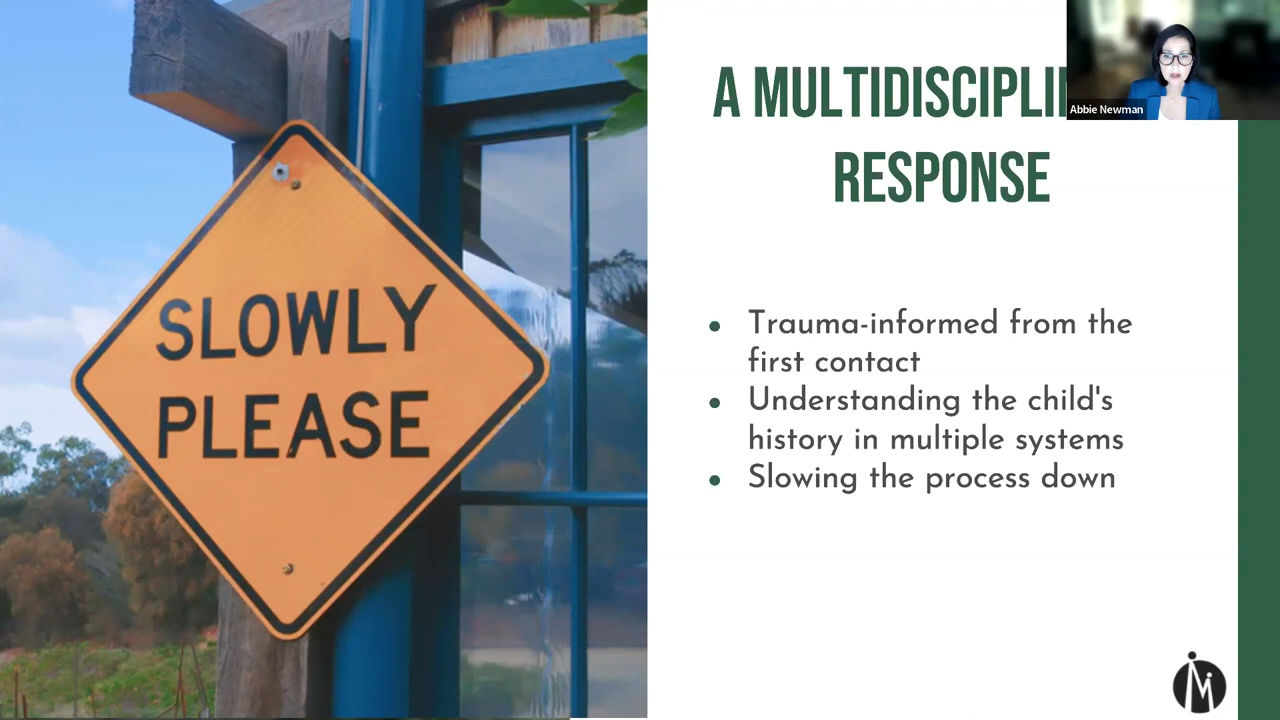 SLOWLY
PLEASE
A MULTIDISCIPLI
RESPONSE
Abbie Newman
• Trauma-informed from the
first contact
• Understanding the child's
history in multiple systems
• Slowing the process down